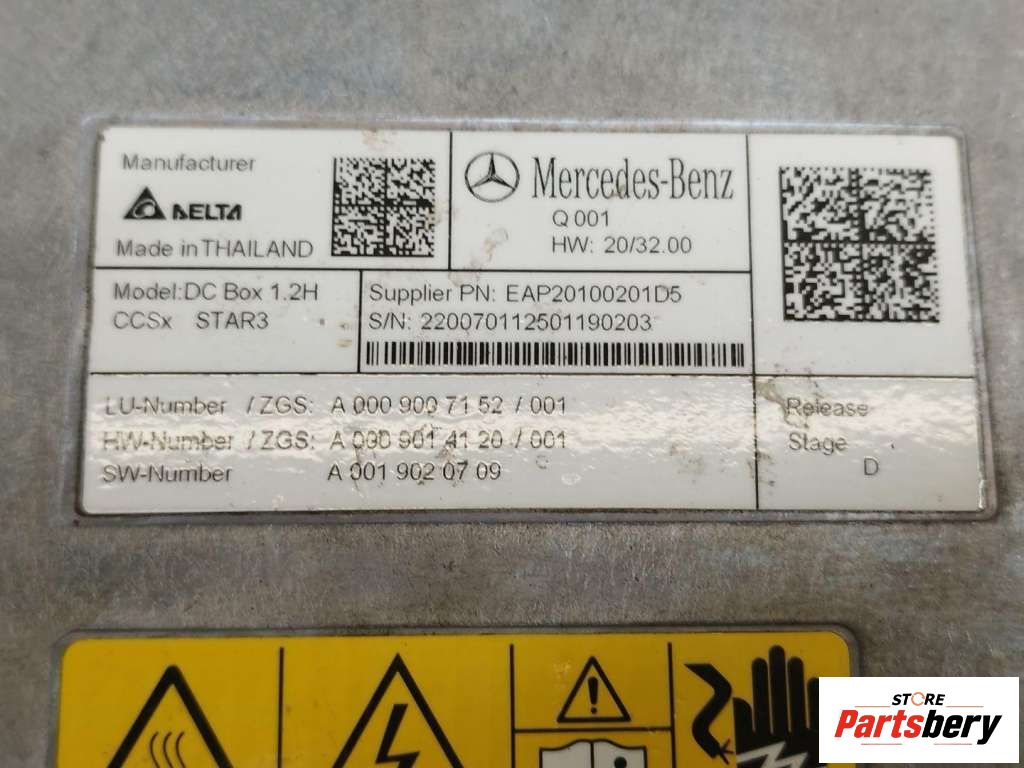 Manufacturer
DELTA
Made in THAILAND
Mercedes-Benz
Q 001
HW: 20/32.00
Model:DC Box 1.2H
CCSx STAR3
Supplier PN: EAP20100201D5
S/N: 220070112501190203
LU-Number / ZGS: A 000 900 71 52 / 001
HW-Number / ZGS: A 000 901 41 20 / 001
SW-Number A 001 902 07 09
Release
Stage
D
STORE
Partsbery